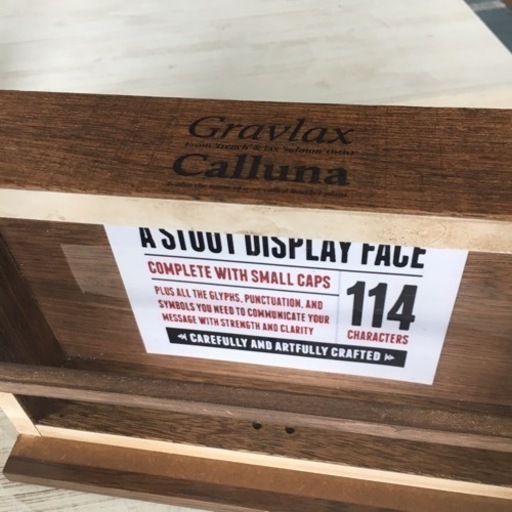 Gravlax
Calluna
A STOUT DISPLAY FACE
COMPLETE WITH SMALL CAPS
PLUS ALL THE GLYPHS, PUNCTUATION, AND
SYMBOLS YOU NEED TO COMMUNICATE YOUR
MESSAGE WITH STRENGTH AND CLARITY
114
CHARACTERS
CAREFULLY AND ARTFULLY CRAFTED